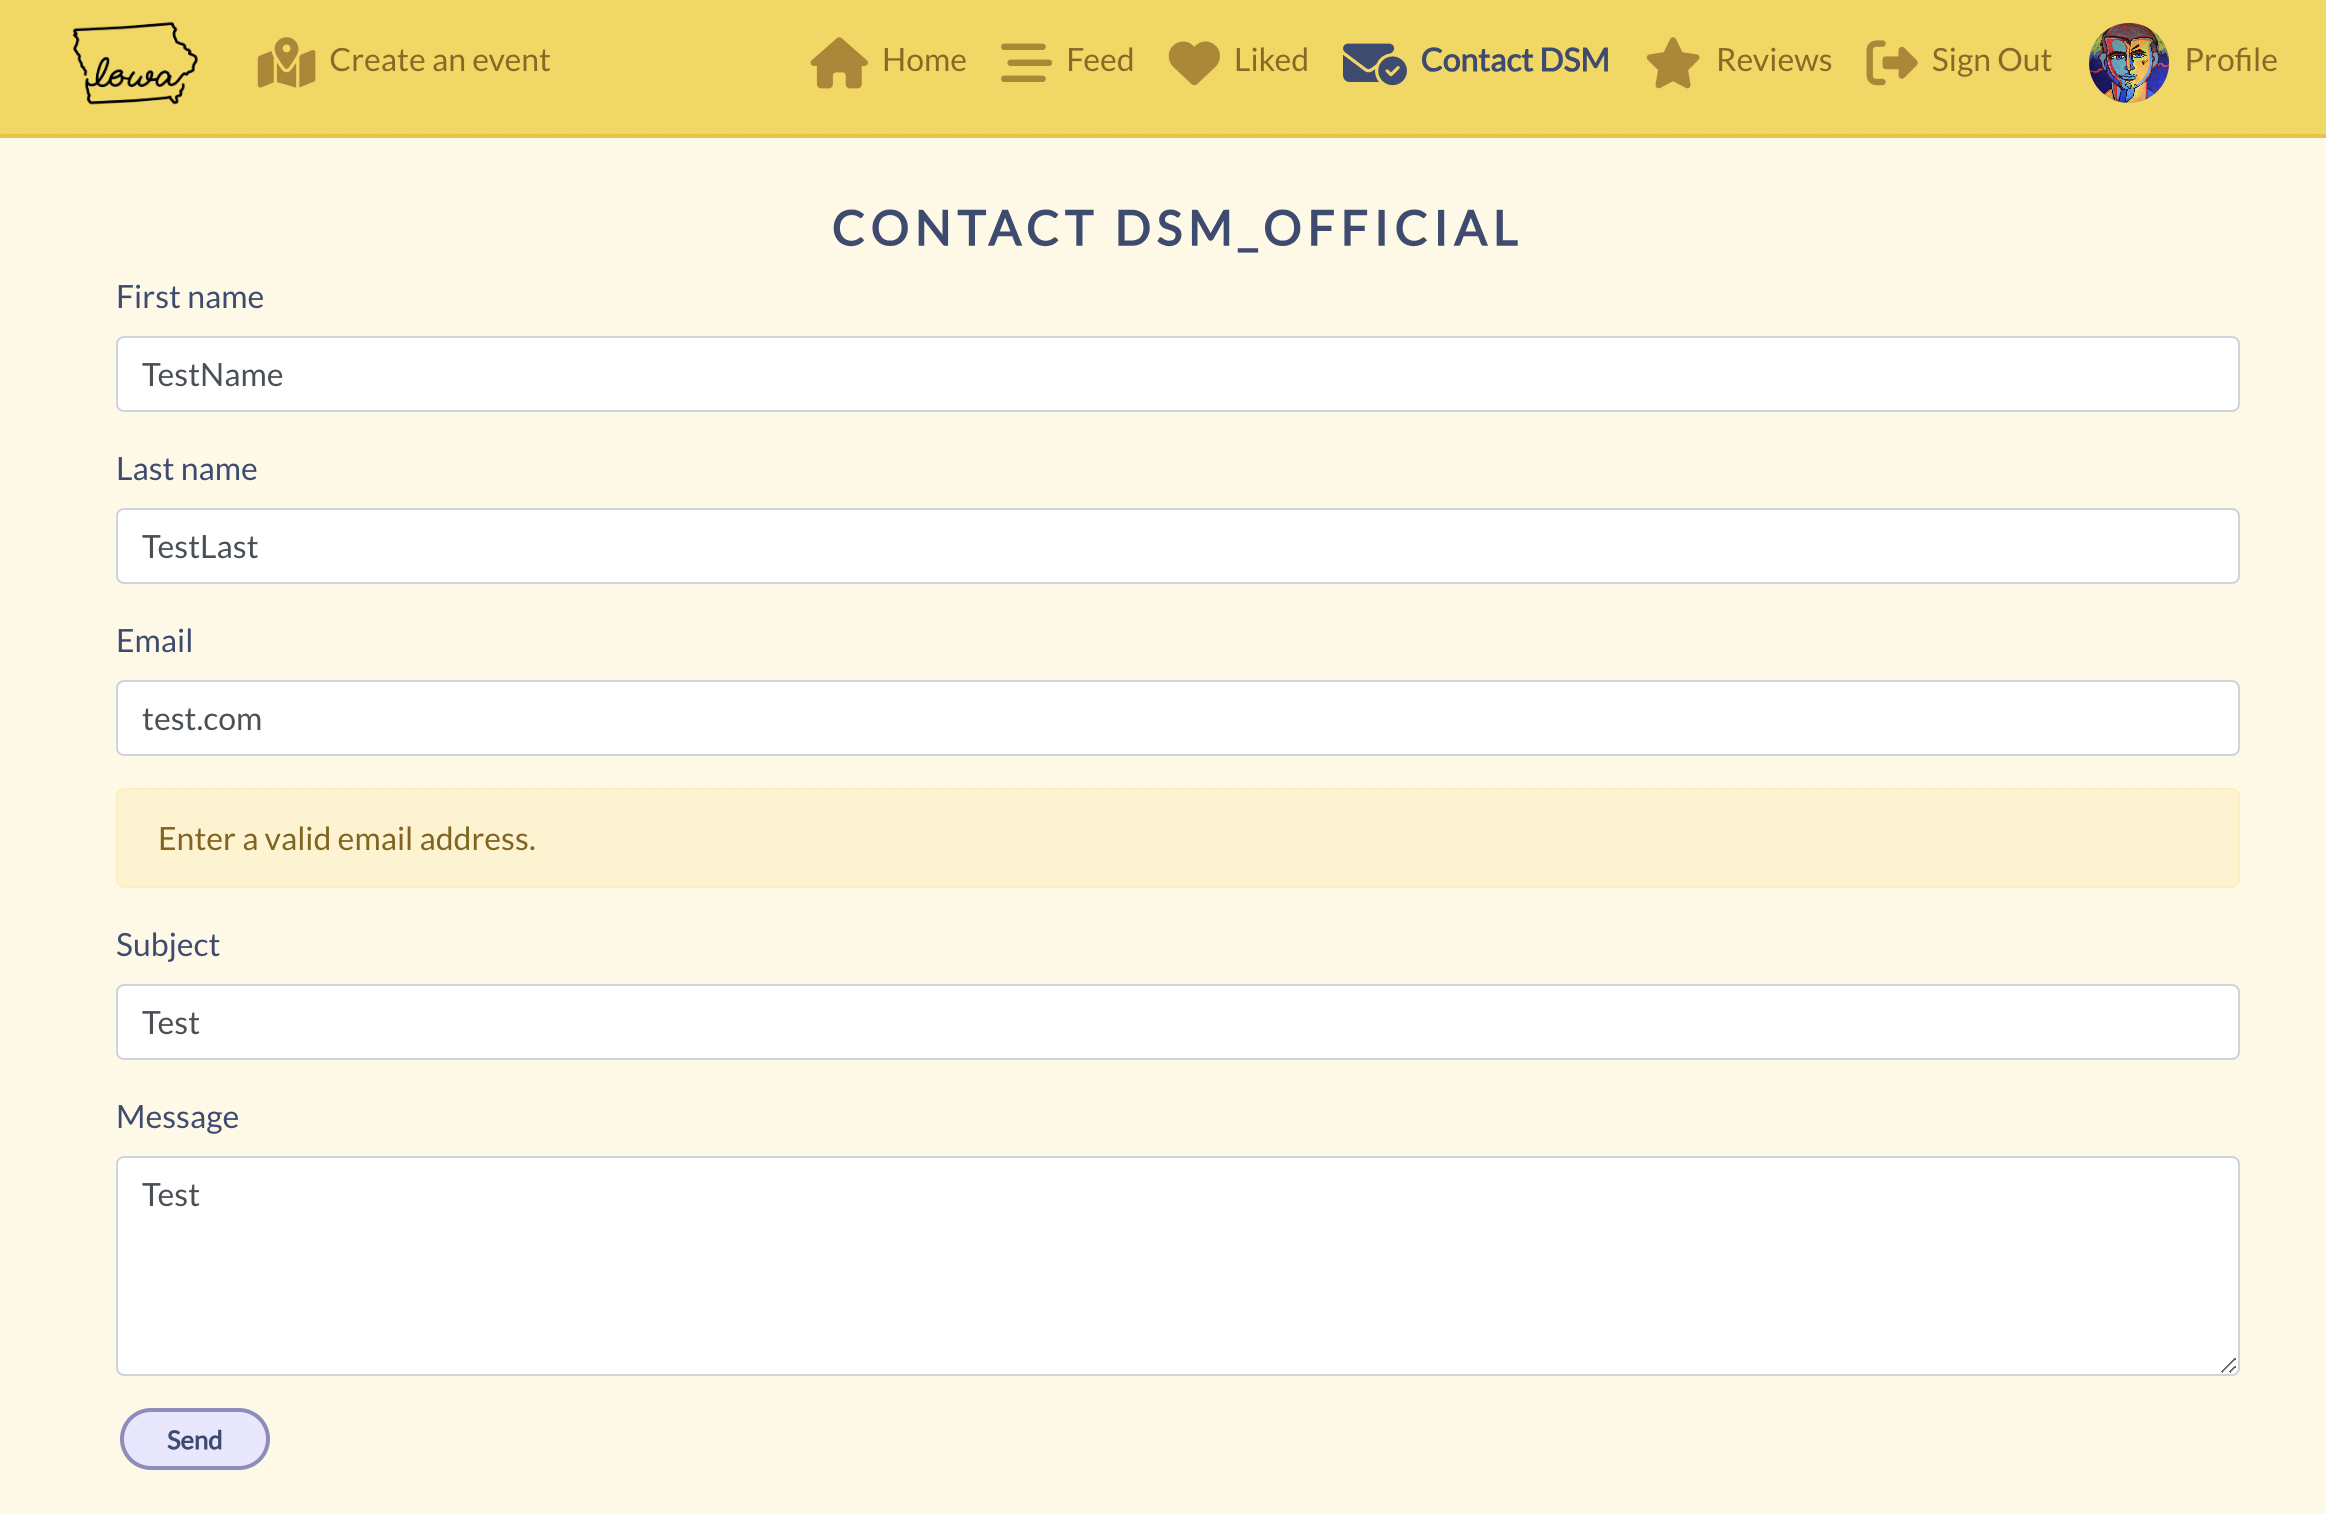 Iowa
Create an event
Home
Feed
Liked
Contact DSM
Reviews
Sign Out
Profile
CONTACT DSM_OFFICIAL
First name
TestName
Last name
TestLast
Email
test.com
Enter a valid email address.
Subject
Test
Message
Test
Send